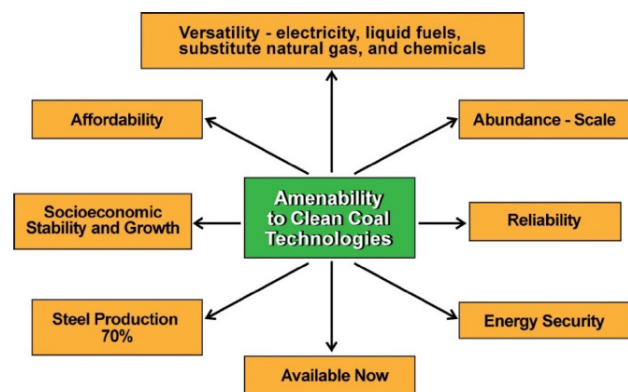 Versatility - electricity, liquid fuels,
substitute natural gas, and chemicals
Affordability
Abundance - Scale
Amenability
to Clean Coal
Technologies
Socioeconomic
Stability and Growth
Reliability
Steel Production
70%
Energy Security
Available Now